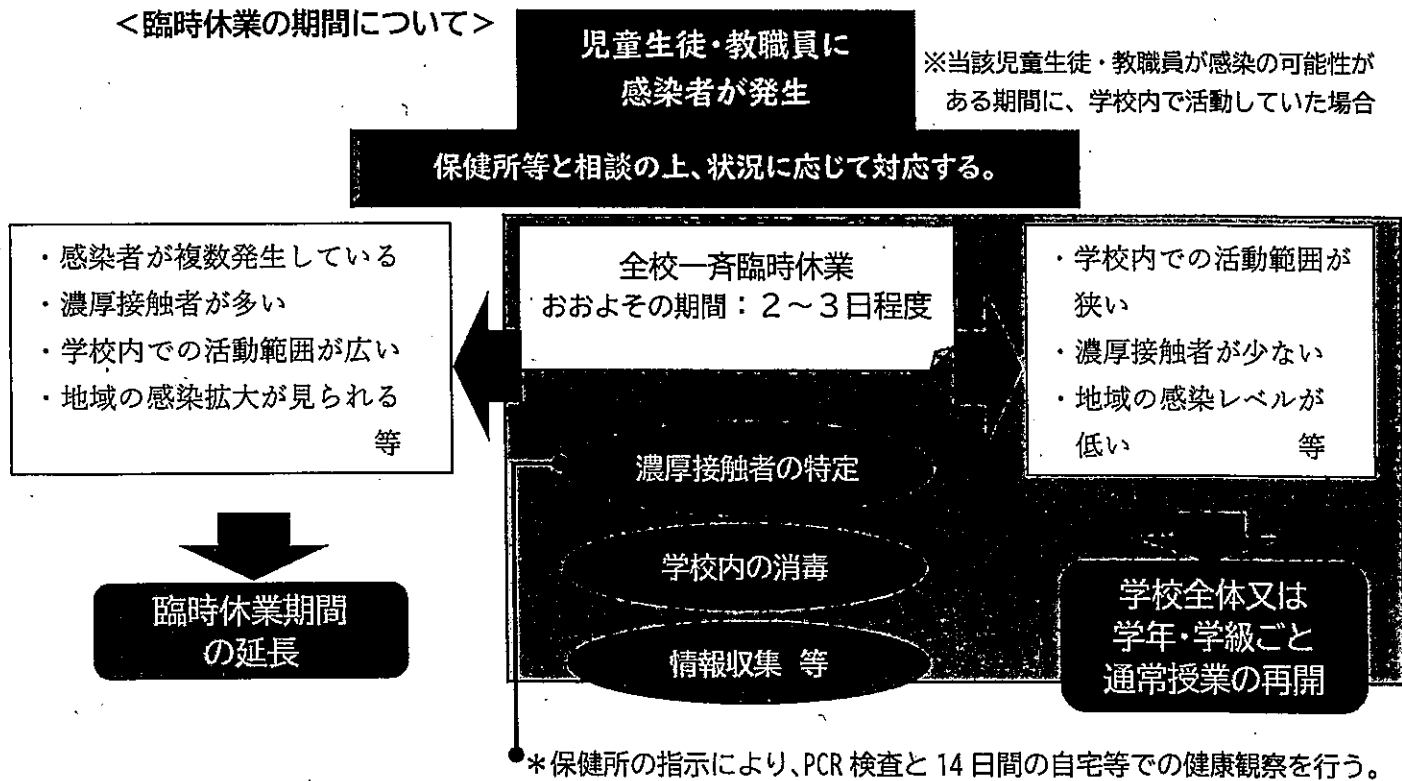 ＜臨時休業の期間について＞
児童生徒・教職員に
感染者が発生
※当該児童生徒・教職員が感染の可能性が
ある期間に、学校内で活動していた場合
保健所等と相談の上、状況に応じて対応する。
・感染者が複数発生している
・濃厚接触者が多い
・学校内での活動範囲が広い
・地域の感染拡大が見られる
等
全校一斉臨時休業
おおよその期間：２～３日程度
・学校内での活動範囲が
狭い
・濃厚接触者が少ない
・地域の感染レベルが
低い　等
濃厚接触者の特定
学校内の消毒
情報収集 等
臨時休業期間
の延長
学校全体又は
学年・学級ごと
通常授業の再開
＊保健所の指示により、PCR 検査と 14 日間の自宅等での健康観察を行う。